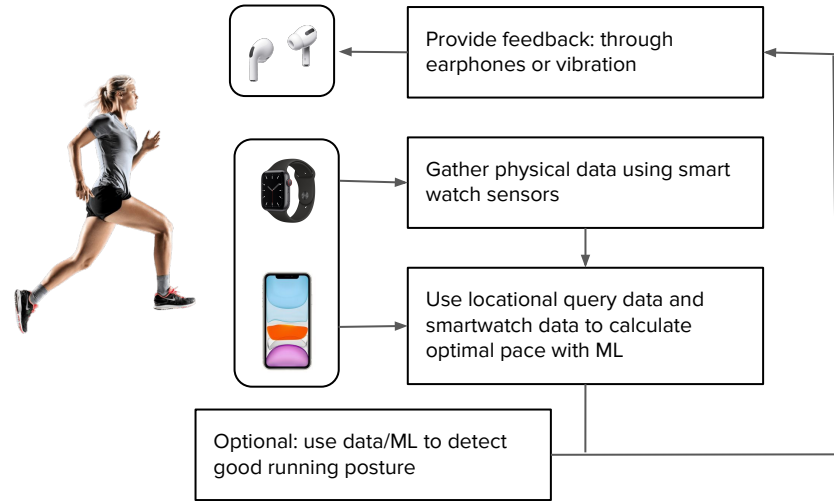 Provide feedback: through
earphones or vibration
Gather physical data using smart
watch sensors
Use locational query data and
smartwatch data to calculate
optimal pace with ML
Optional: use data/ML to detect
good running posture